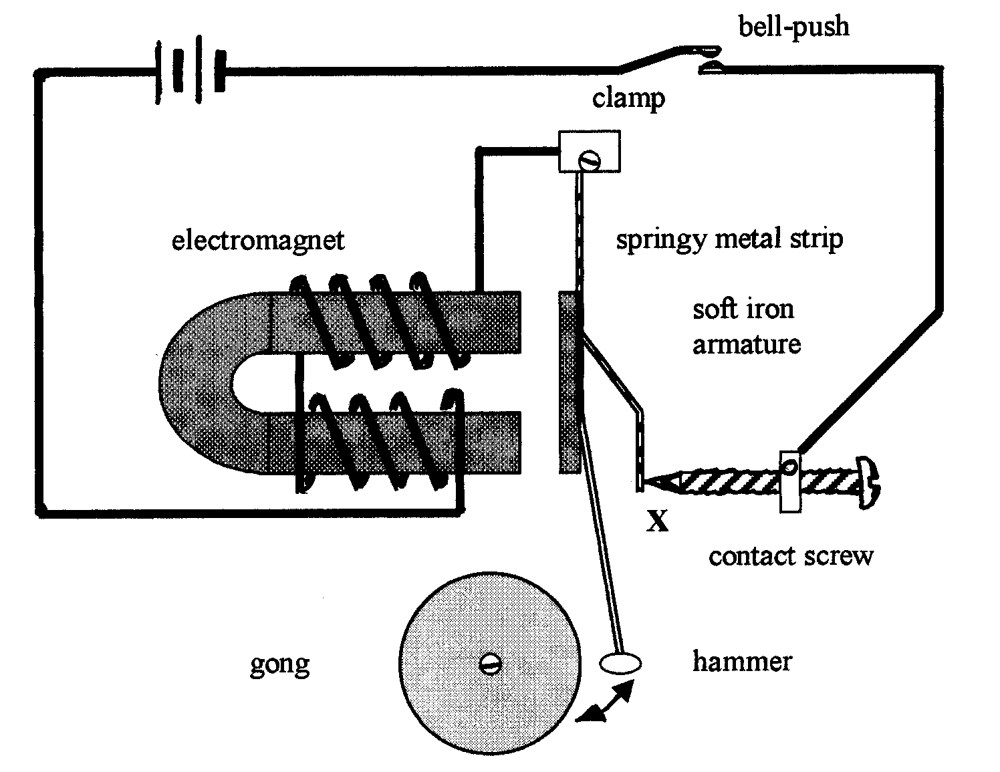 bell-push
clamp
electromagnet
springy metal strip
soft iron
armature
X
contact screw
gong
hammer